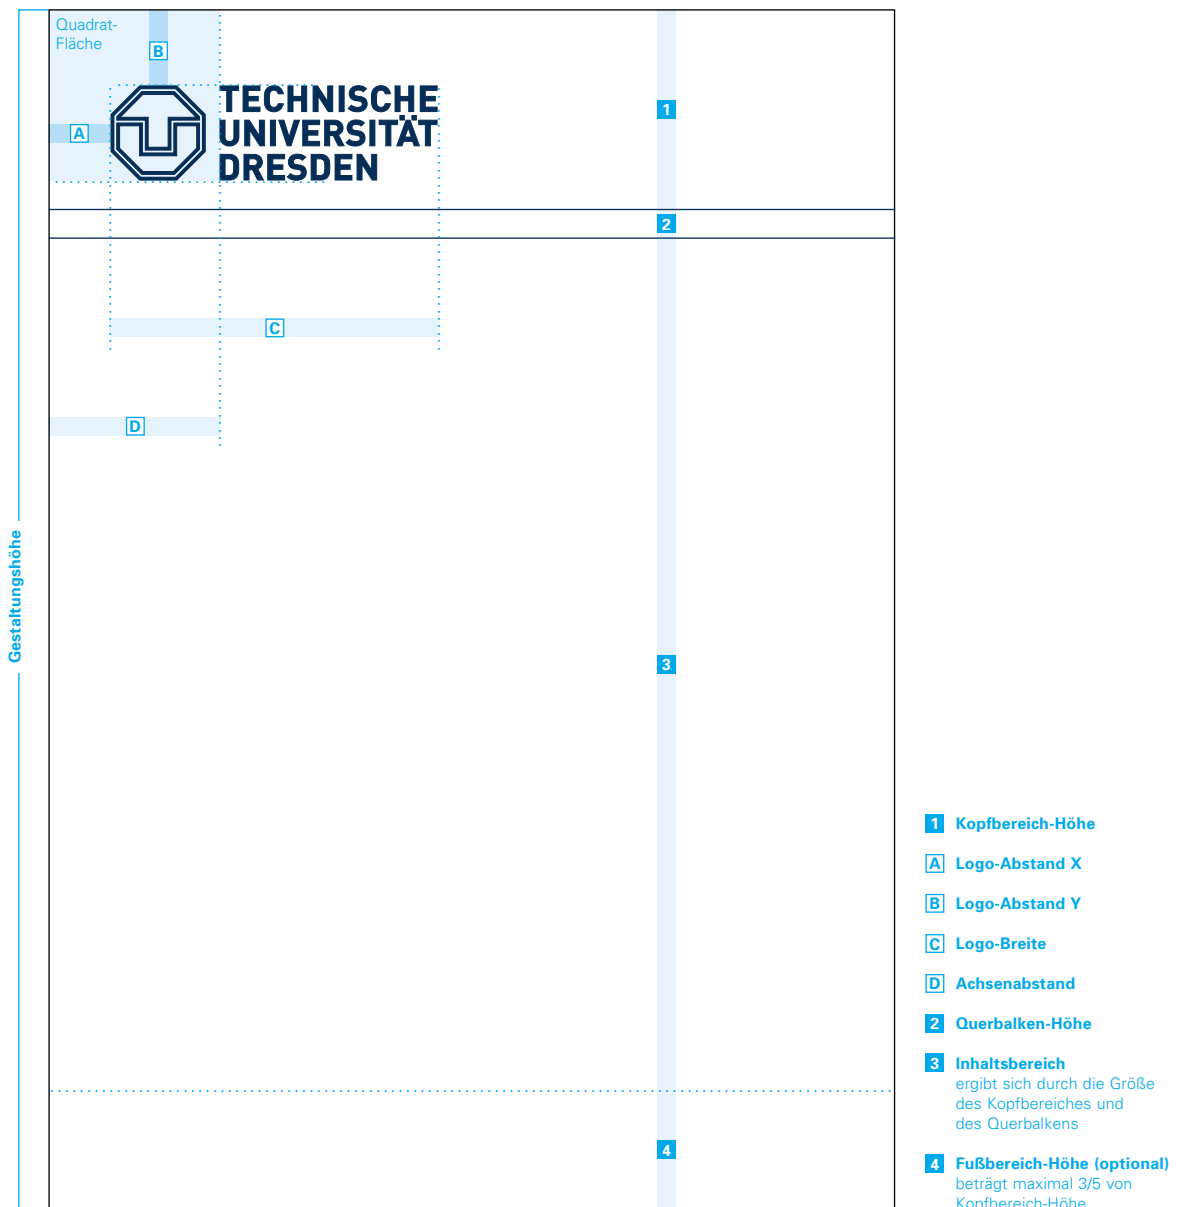 Quadrat-
Fläche
B
TECHNISCHE
UNIVERSITÄT
DRESDEN
A
1
2
C
D
Gestaltungshöhe
3
4
1 Kopfbereich-Höhe
A Logo-Abstand X
B Logo-Abstand Y
C Logo-Breite
D Achsenabstand
2 Querbalken-Höhe
3 Inhaltsbereich
ergibt sich durch die Größe
des Kopfbereiches und
des Querbalkens
4 Fußbereich-Höhe (optional)
beträgt maximal 3/5 von
Kopfbereich-Höhe